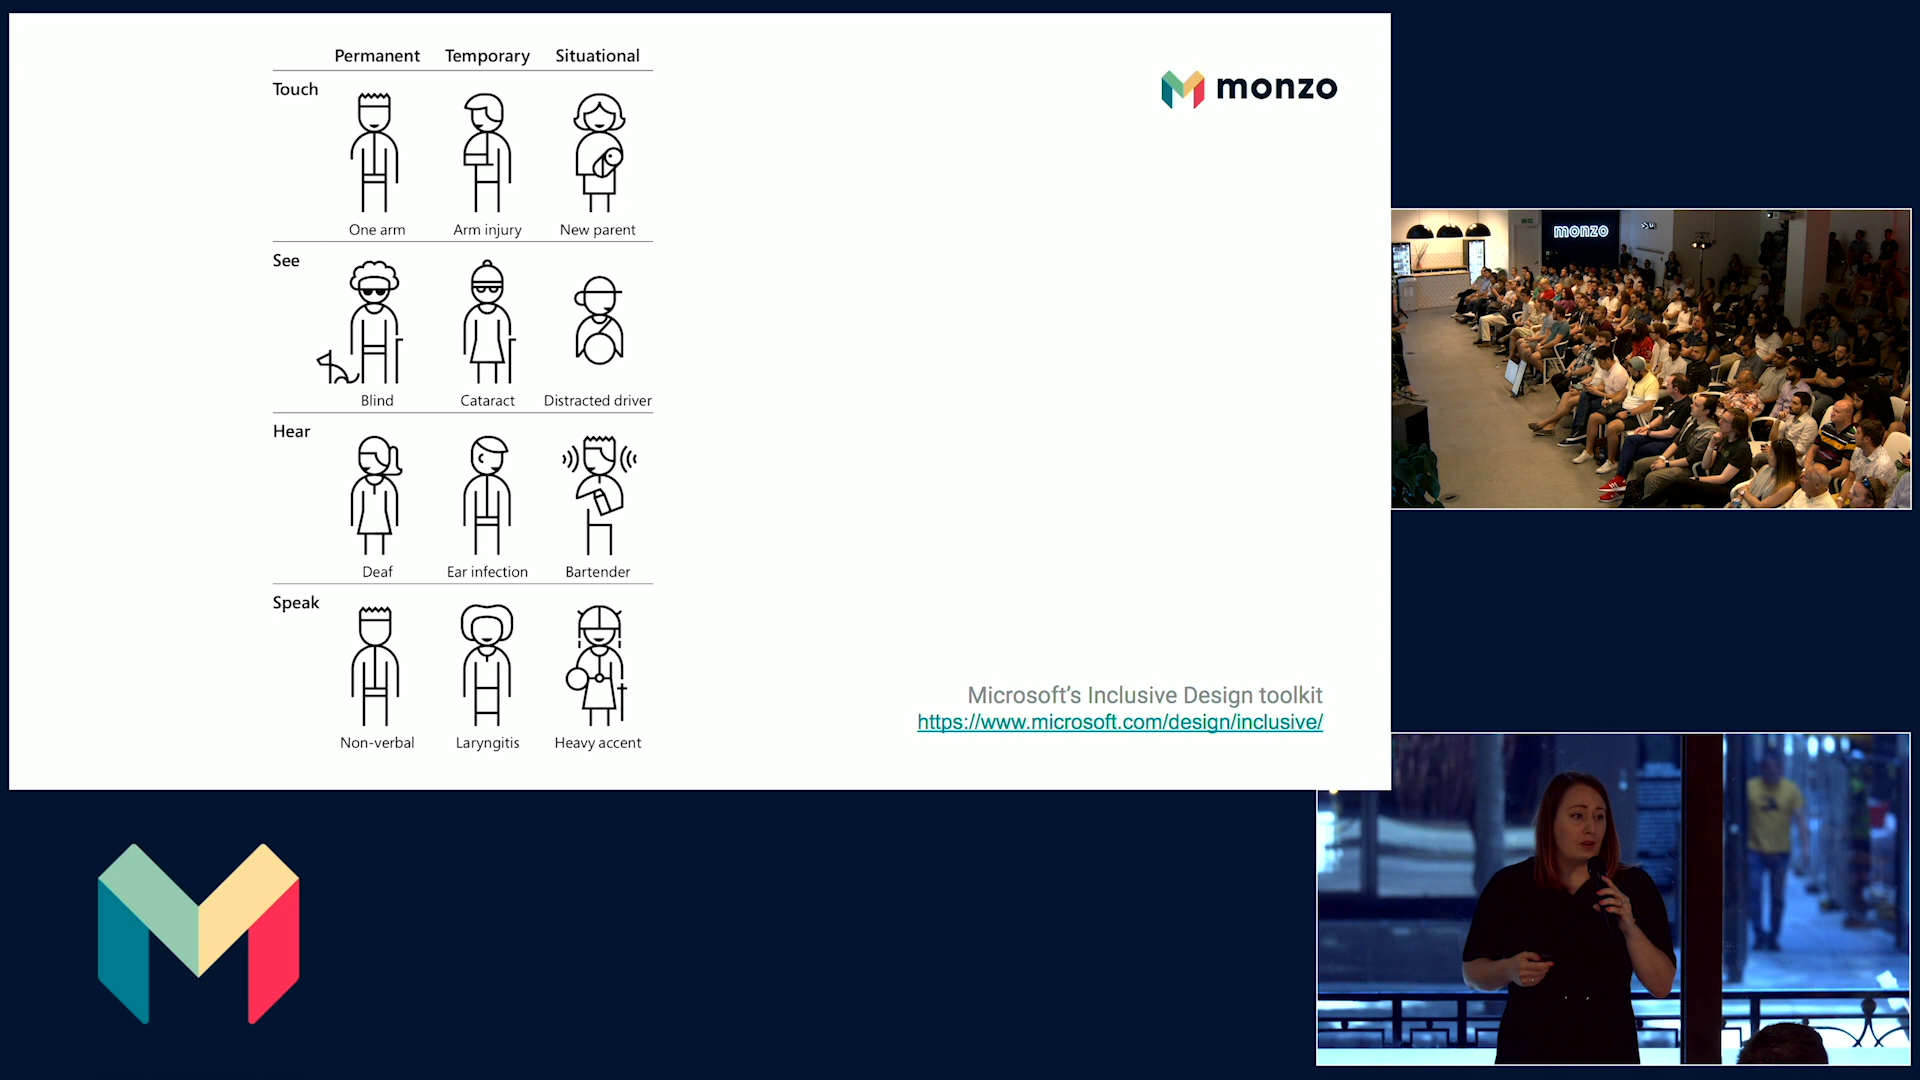 Permanent Temporary Situational
Touch
One arm Arm injury New parent
See
Blind Cataract Distracted driver
Hear
Deaf Ear infection Bartender
Speak
Non-verbal Laryngitis Heavy accent
monzo
Microsoft's Inclusive Design toolkit
https://www.microsoft.com/design/inclusive/
monzo